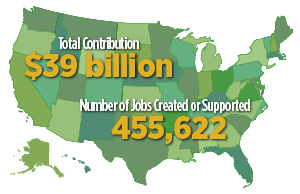 Total Contribution
$39 billion
Number of Jobs Created or Supported
455,622